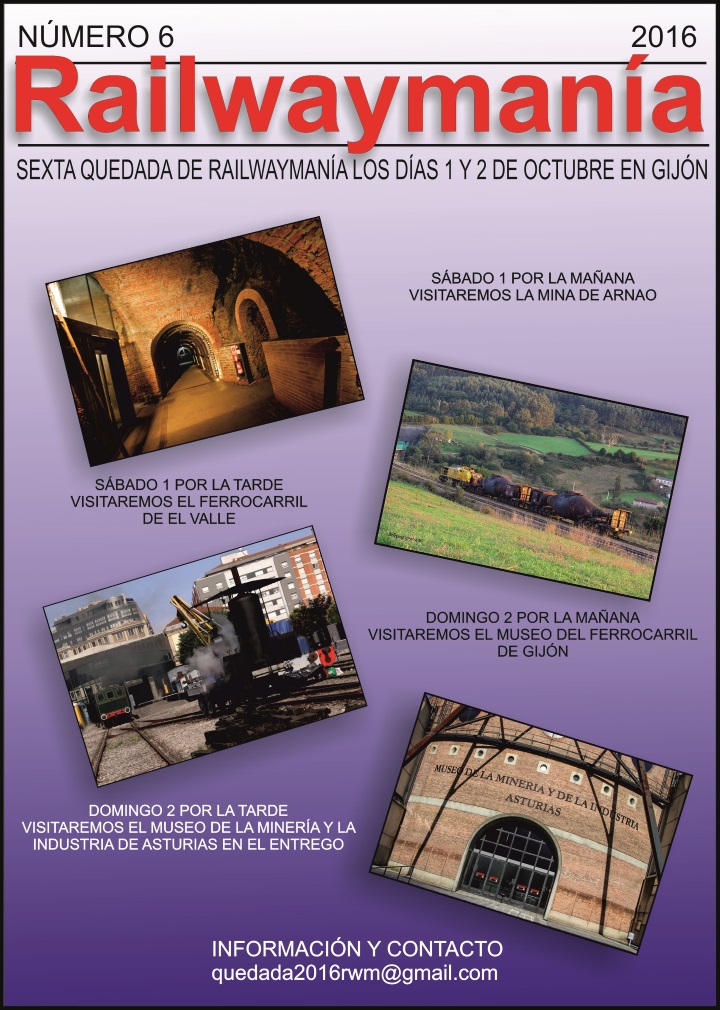 NÚMERO 6
2016
Railwaymanía
SEXTA QUEDADA DE RAILWAYMANÍA LOS DÍAS 1 Y 2 DE OCTUBRE EN GIJÓN
SÁBADO 1 POR LA MAÑANA
VISITAREMOS LA MINA DE ARNAO
SÁBADO 1 POR LA TARDE
VISITAREMOS EL FERROCARRIL
DE EL VALLE
DOMINGO 2 POR LA MAÑANA
VISITAREMOS EL MUSEO DEL FERROCARRIL
DE GIJÓN
MUSEO DE LA MINERIA Y DE LA INDUSTRIA
ASTURIAS
DOMINGO 2 POR LA TARDE
VISITAREMOS EL MUSEO DE LA MINERÍA Y LA
INDUSTRIA DE ASTURIAS EN EL ENTREGO
INFORMACIÓN Y CONTACTO
quedada2016rwm@gmail.com